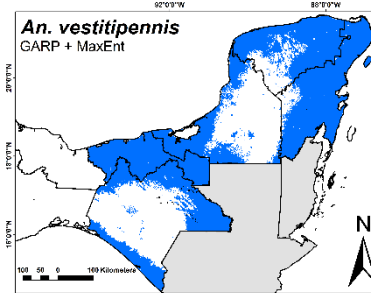 92°0'0"W 88°0'0"W
An. vestitipennis
GARP + MaxEnt
20°0'0"N
18°0'0"N
16°0'0"N
N
100 50 0 100 Kilometers